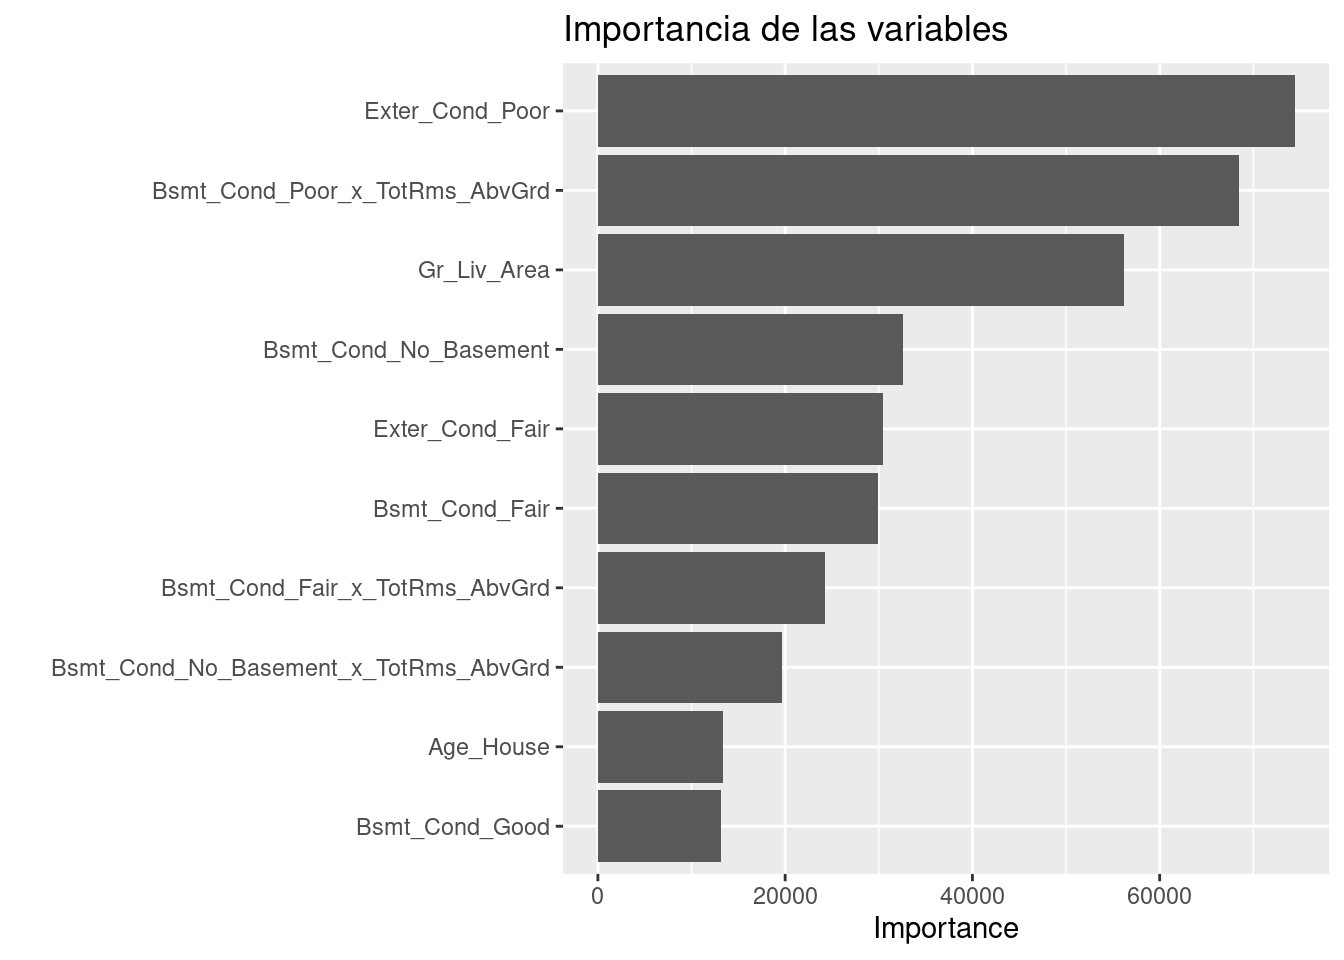 Importancia de las variables
Exter_Cond_Poor
Bsmt_Cond_Poor_x_TotRms_AbvGrd
Gr_Liv_Area
Bsmt_Cond_No_Basement
Exter_Cond_Fair
Bsmt_Cond_Fair
Bsmt_Cond_Fair_x_TotRms_AbvGrd
Bsmt_Cond_No_Basement_x_TotRms_AbvGrd
Age_House
Bsmt_Cond_Good
0 20000 40000 60000
Importance